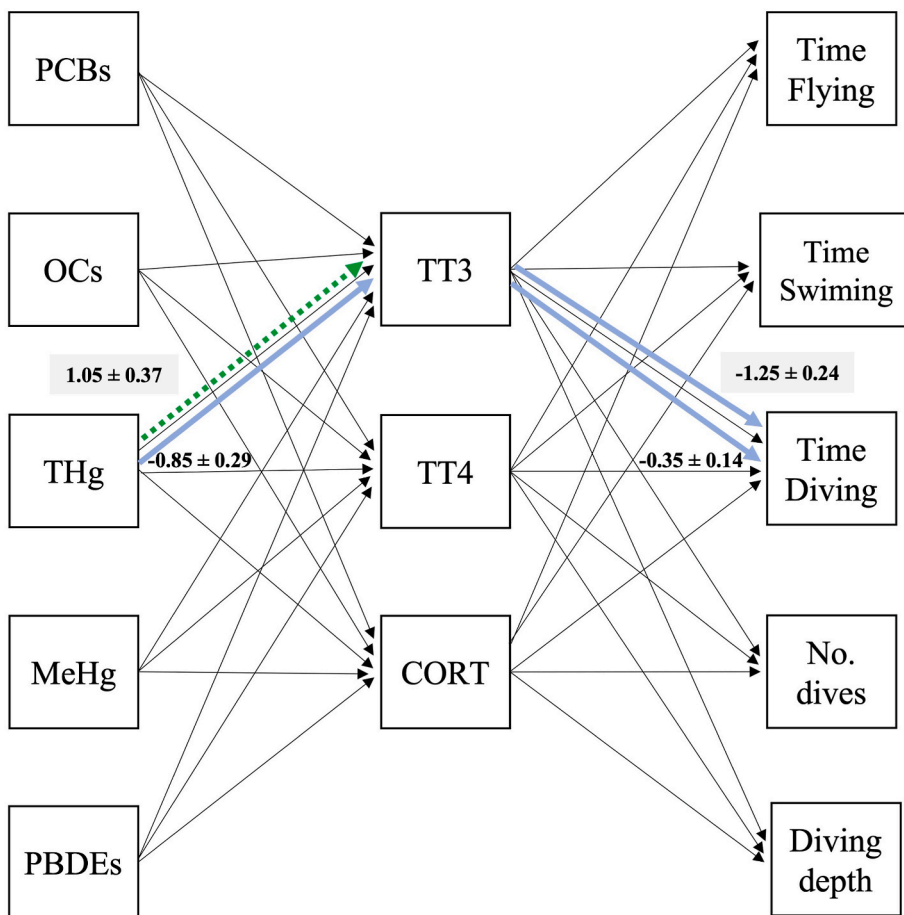 PCBs
OCs
THg
MeHg
PBDEs
1.05 ± 0.37
-0.85 ± 0.29
TT3
TT4
CORT
-1.25 ± 0.24
-0.35 ± 0.14
Time
Flying
Time
Swiming
Time
Diving
No.
dives
Diving
depth